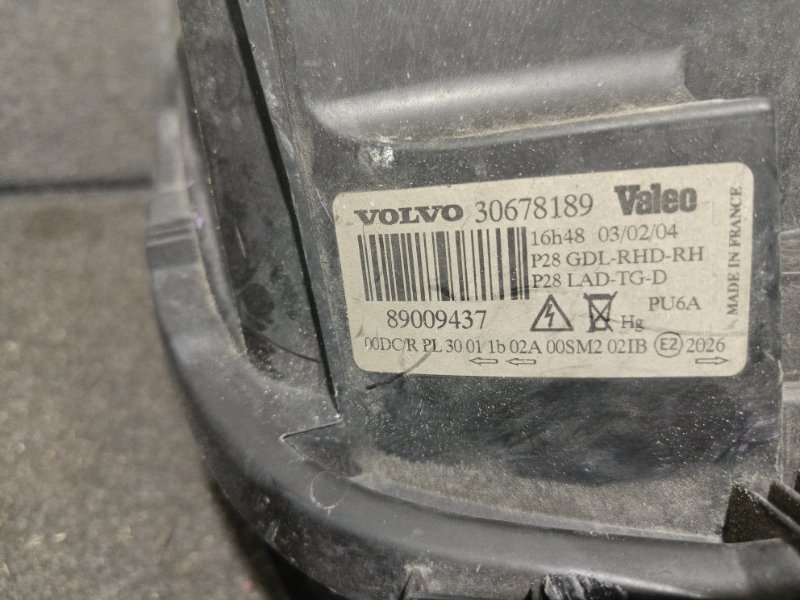 VOLVO 30678189 Valeo
16h48 03/02/04
P28 GDL-RHD-RH
P28 LAD-TG-D
89009437
Hg
PU6A
00DC/R PL 30 01 1b 02A 00SM2 02IB E2 2026
MADE IN FRANCE